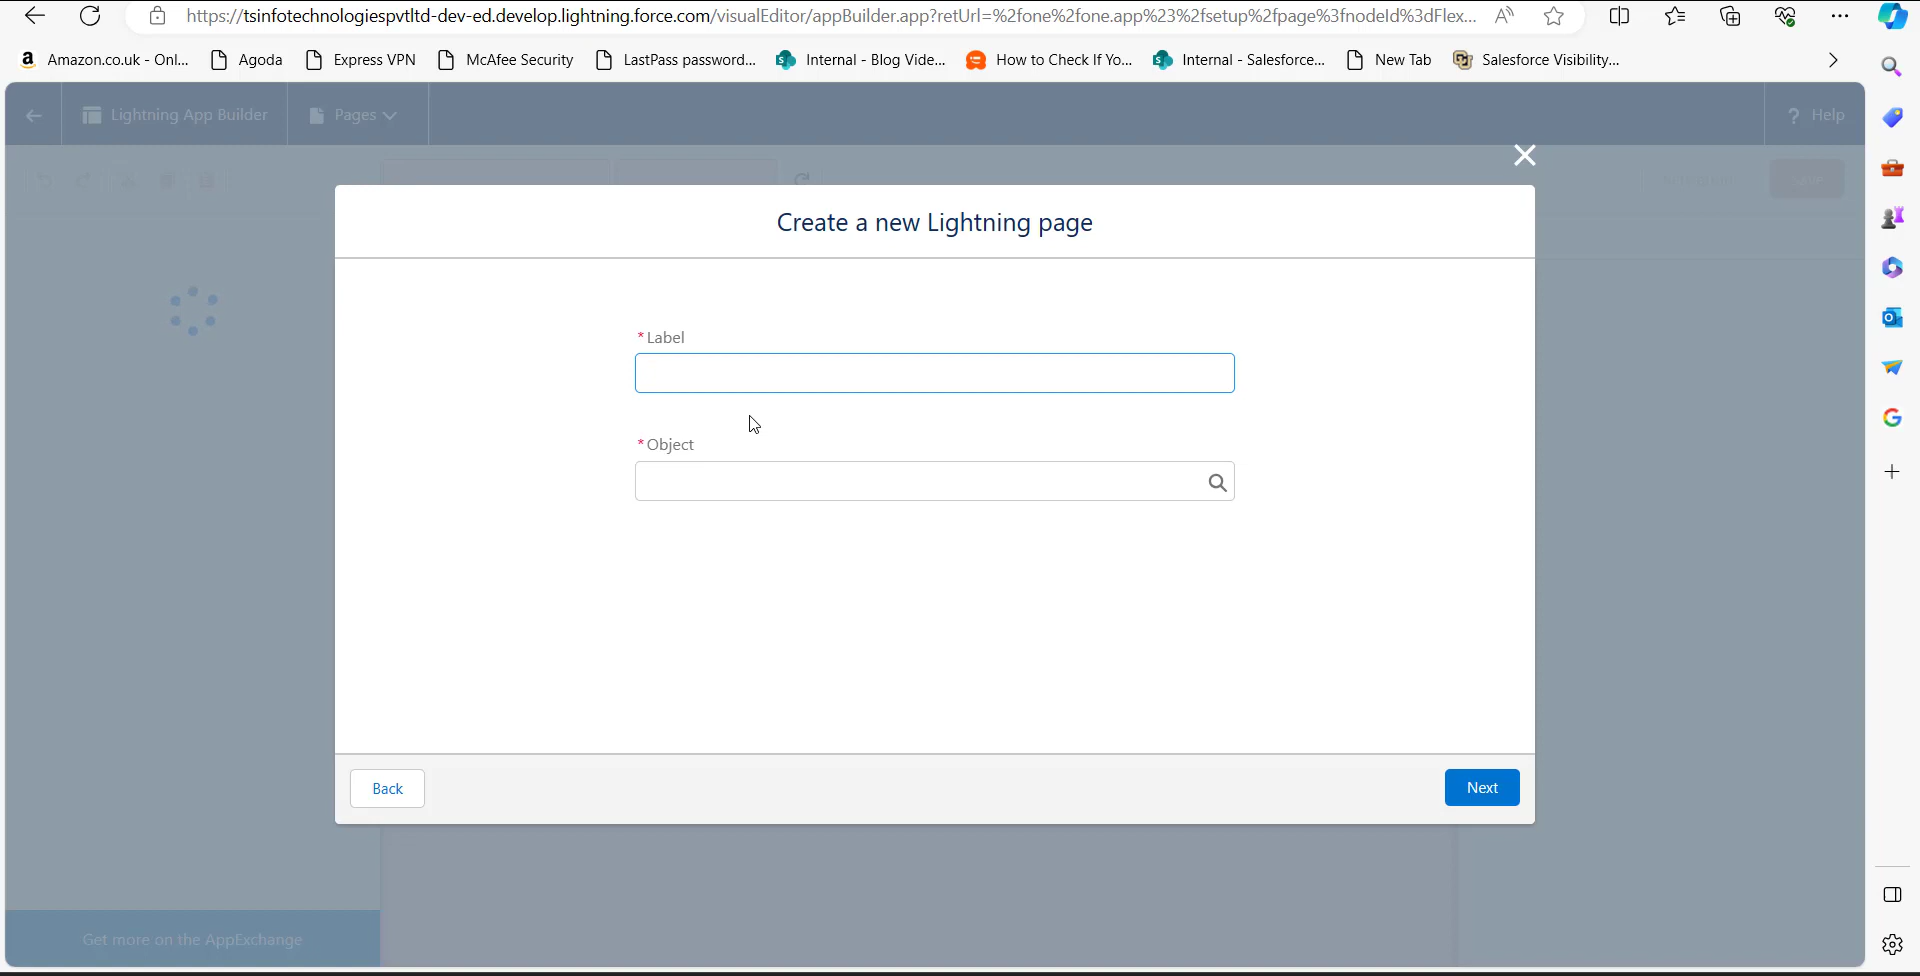 https://tsinfotechnologiespvtltd-dev-ed.develop.lightning.force.com/visualEditor/appBuilder.app?retUrl=%2fone%2fone.app%23%2fsetup%2fpage%3fnodeId%3dFlex...
Amazon.co.uk - Onl... Agoda Express VPN McAfee Security LastPass password... Internal - Blog Vide... How to Check If Yo... Internal - Salesforce... New Tab Salesforce Visibility...
Lightning App Builder Pages ? Help
Create a new Lightning page
* Label
* Object
Back Next
Get more on the AppExchange